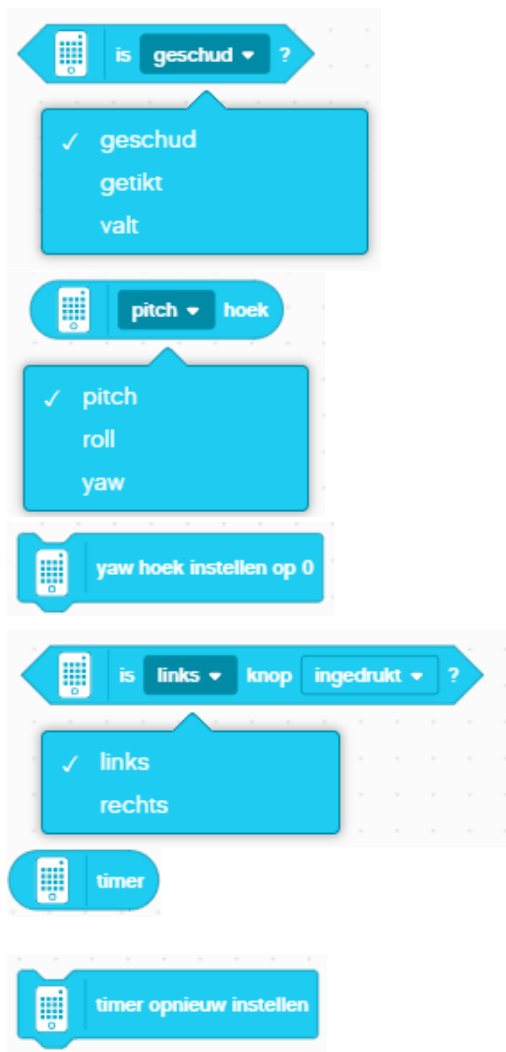 is geschud ?
geschud
getikt
valt
pitch hoek
pitch
roll
yaw
yaw hoek instellen op 0
is links knop ingedrukt ?
links
rechts
timer
timer opnieuw instellen